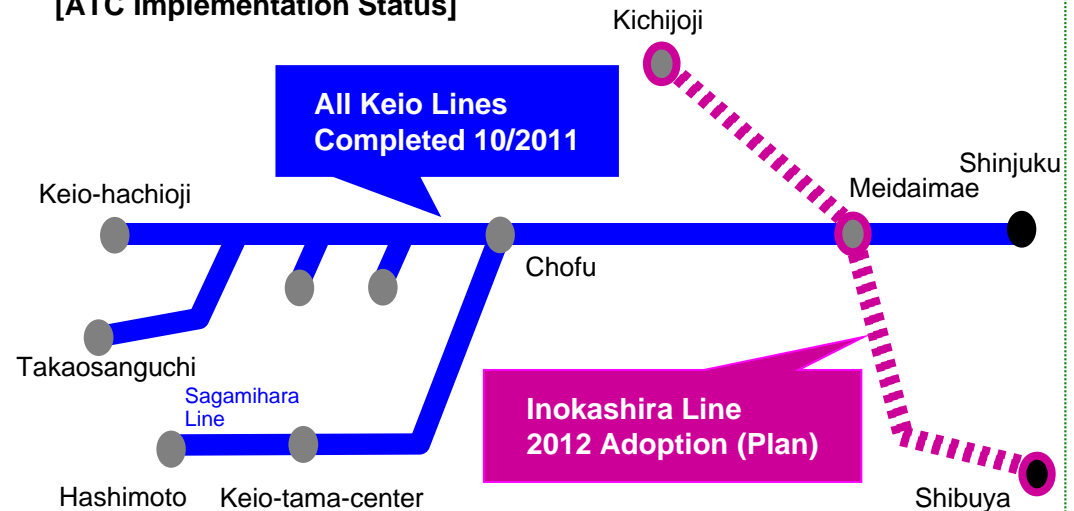 [ATC Implementation Status]
Kichijoji
All Keio Lines
Completed 10/2011
Shinjuku
Meidaimae
Keio-hachioji
Chofu
Takaosanguchi
Sagamihara
Line
Inokashira Line
2012 Adoption (Plan)
Hashimoto
Keio-tama-center
Shibuya